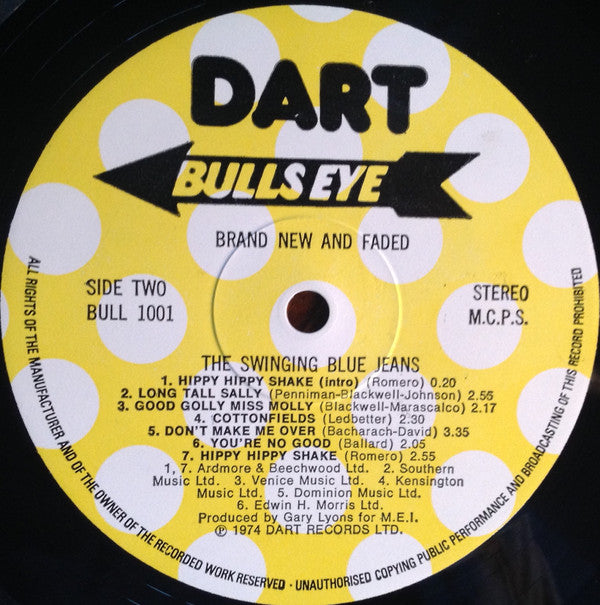 DART
BULLSEYE
BRAND NEW AND FADED
SIDE TWO
BULL 1001
STEREO
M.C.P.S.
THE SWINGING BLUE JEANS
1. HIPPY HIPPY SHAKE (intro) (Romero) 0.20
2. LONG TALL SALLY (Penniman-Blackwell-Johnson) 2.55
3. GOOD GOLLY MISS MOLLY (Blackwell-Marascalco) 2.17
4. COTTONFIELDS (Ledbetter) 2.30
5. DON'T MAKE ME OVER (Bacharach-David) 3.35
6. YOU'RE NO GOOD (Ballard) 2.05
7. HIPPY HIPPY SHAKE (Romero) 2.55
1, 7. Ardmore & Beechwood Ltd. 2. Southern
Music Ltd. 3. Venice Music Ltd. 4. Kensington
Music Ltd. 5. Dominion Music Ltd.
6. Edwin H. Morris Ltd.
Produced by Gary Lyons for M.E.I.
℗ 1974 DART RECORDS LTD.
ALL RIGHTS OF THE MANUFACTURER AND OF THE OWNER OF THE RECORDED WORK RESERVED · UNAUTHORISED COPYING PUBLIC PERFORMANCE AND BROADCASTING OF THIS RECORD PROHIBITED